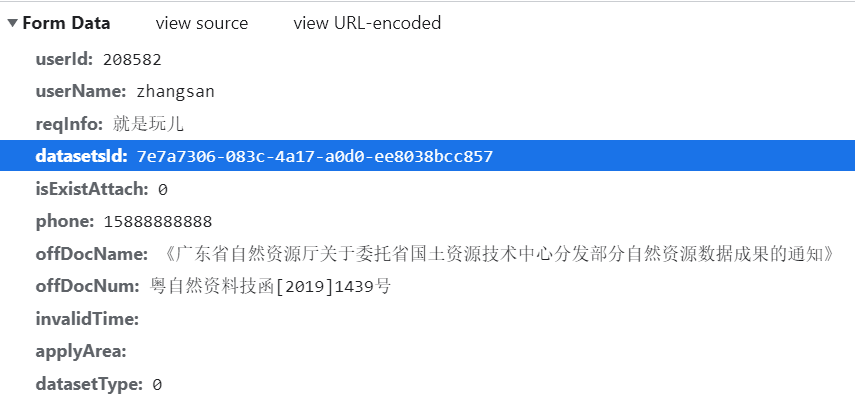 Form Data view source view URL-encoded
userId: 208582
userName: zhangsan
reqInfo: 就是玩儿
datasetsId: 7e7a7306-083c-4a17-a0d0-ee8038bcc857
isExistAttach: 0
phone: 15888888888
offDocName: 《广东省自然资源厅关于委托省国土资源技术中心分发部分自然资源数据成果的通知》
offDocNum: 粤自然资料技函[2019]1439号
invalidTime:
applyArea:
datasetType: 0